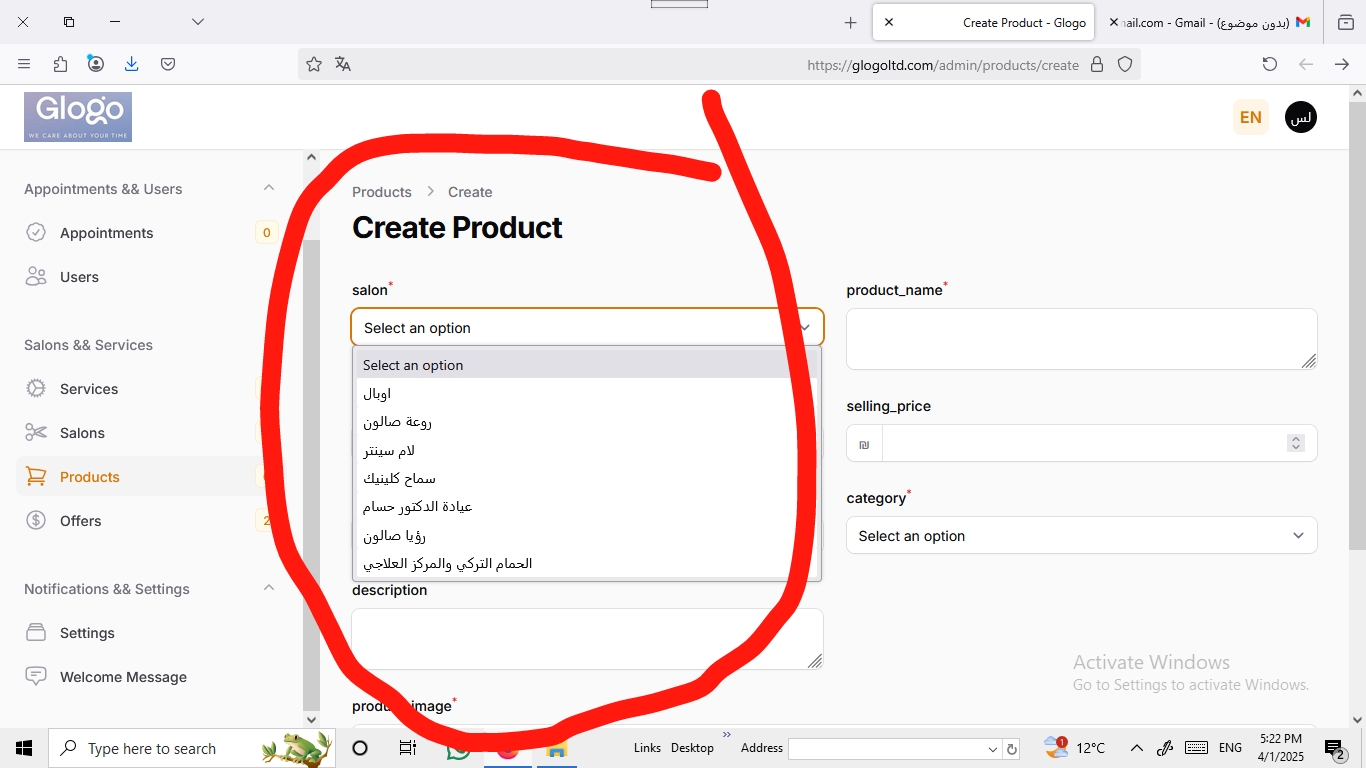 Create Product - Glogo
nail.com - Gmail - (بدون موضوع)
https://glogoltd.com/admin/products/create
Glogo
WE CARE ABOUT YOUR TIME
EN
لس
Appointments && Users
Appointments
0
Users
Salons && Services
Services
Salons
Products
Offers
2
Notifications && Settings
Settings
Welcome Message
Products > Create
Create Product
salon*
Select an option
Select an option
اوبال
روعة صالون
لام سينتر
سماح كلينيك
عيادة الدكتور حسام
رؤيا صالون
الحمام التركي والمركز العلاجي
product_name*
selling_price
₪
category*
Select an option
description
product_image*
Activate Windows
Go to Settings to activate Windows.
Type here to search
Links Desktop
Address
1
12°C
ENG
5:22 PM
4/1/2025
2